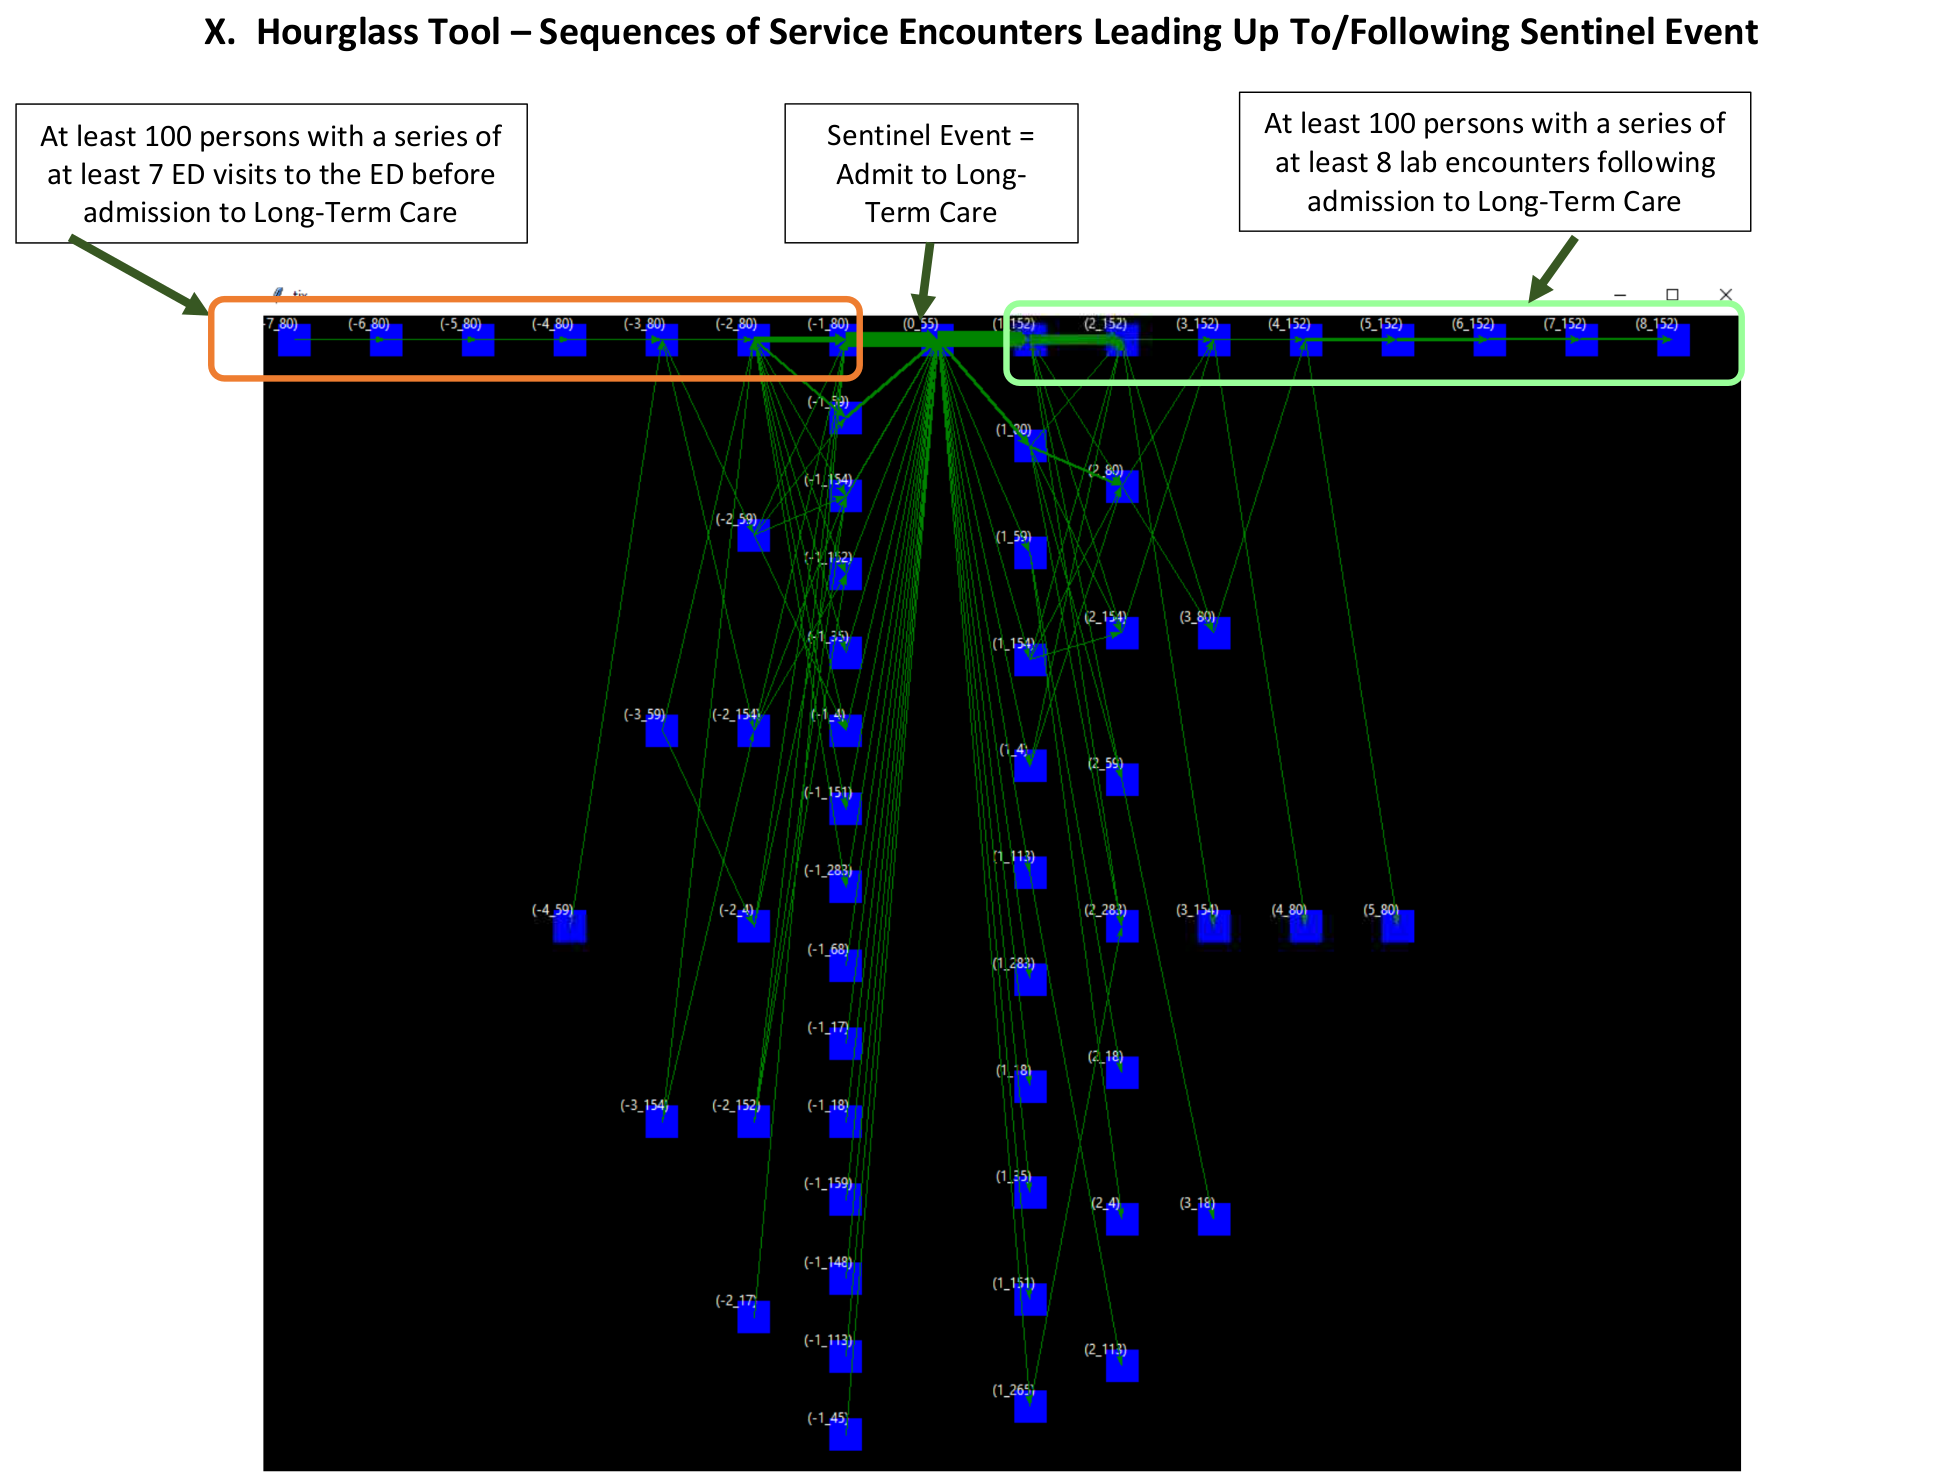 X. Hourglass Tool – Sequences of Service Encounters Leading Up To/Following Sentinel Event
At least 100 persons with a series of
at least 7 ED visits to the ED before
admission to Long-Term Care
Sentinel Event =
Admit to Long-
Term Care
At least 100 persons with a series of
at least 8 lab encounters following
admission to Long-Term Care
7_80) (-6_80) (-5_80) (-4_80) (-3_80) (-2_80) (-1_80) (0_55) (1_152) (2_152) (3_152) (4_152) (5_152) (6_152) (7_152) (8_152)
(-1_59)
(1_80)
(2_80)
(-1_154)
(-2_59)
(1_59)
(-1_152)
(2_154) (3_80)
(-1_35)
(1_154)
(-3_59) (-2_154) (-1_4)
(1_4)
(2_59)
(-1_151)
(1_113)
(-1_283)
(-4_59) (-2_4) (2_283) (3_154) (4_80) (5_80)
(-1_68)
(1_283)
(-1_17)
(2_18)
(1_18)
(-3_154) (-2_152) (-1_18)
(1_35)
(-1_159)
(2_4) (3_18)
(-1_148)
(1_151)
(-2_17)
(-1_113)
(2_113)
(1_265)
(-1_45)